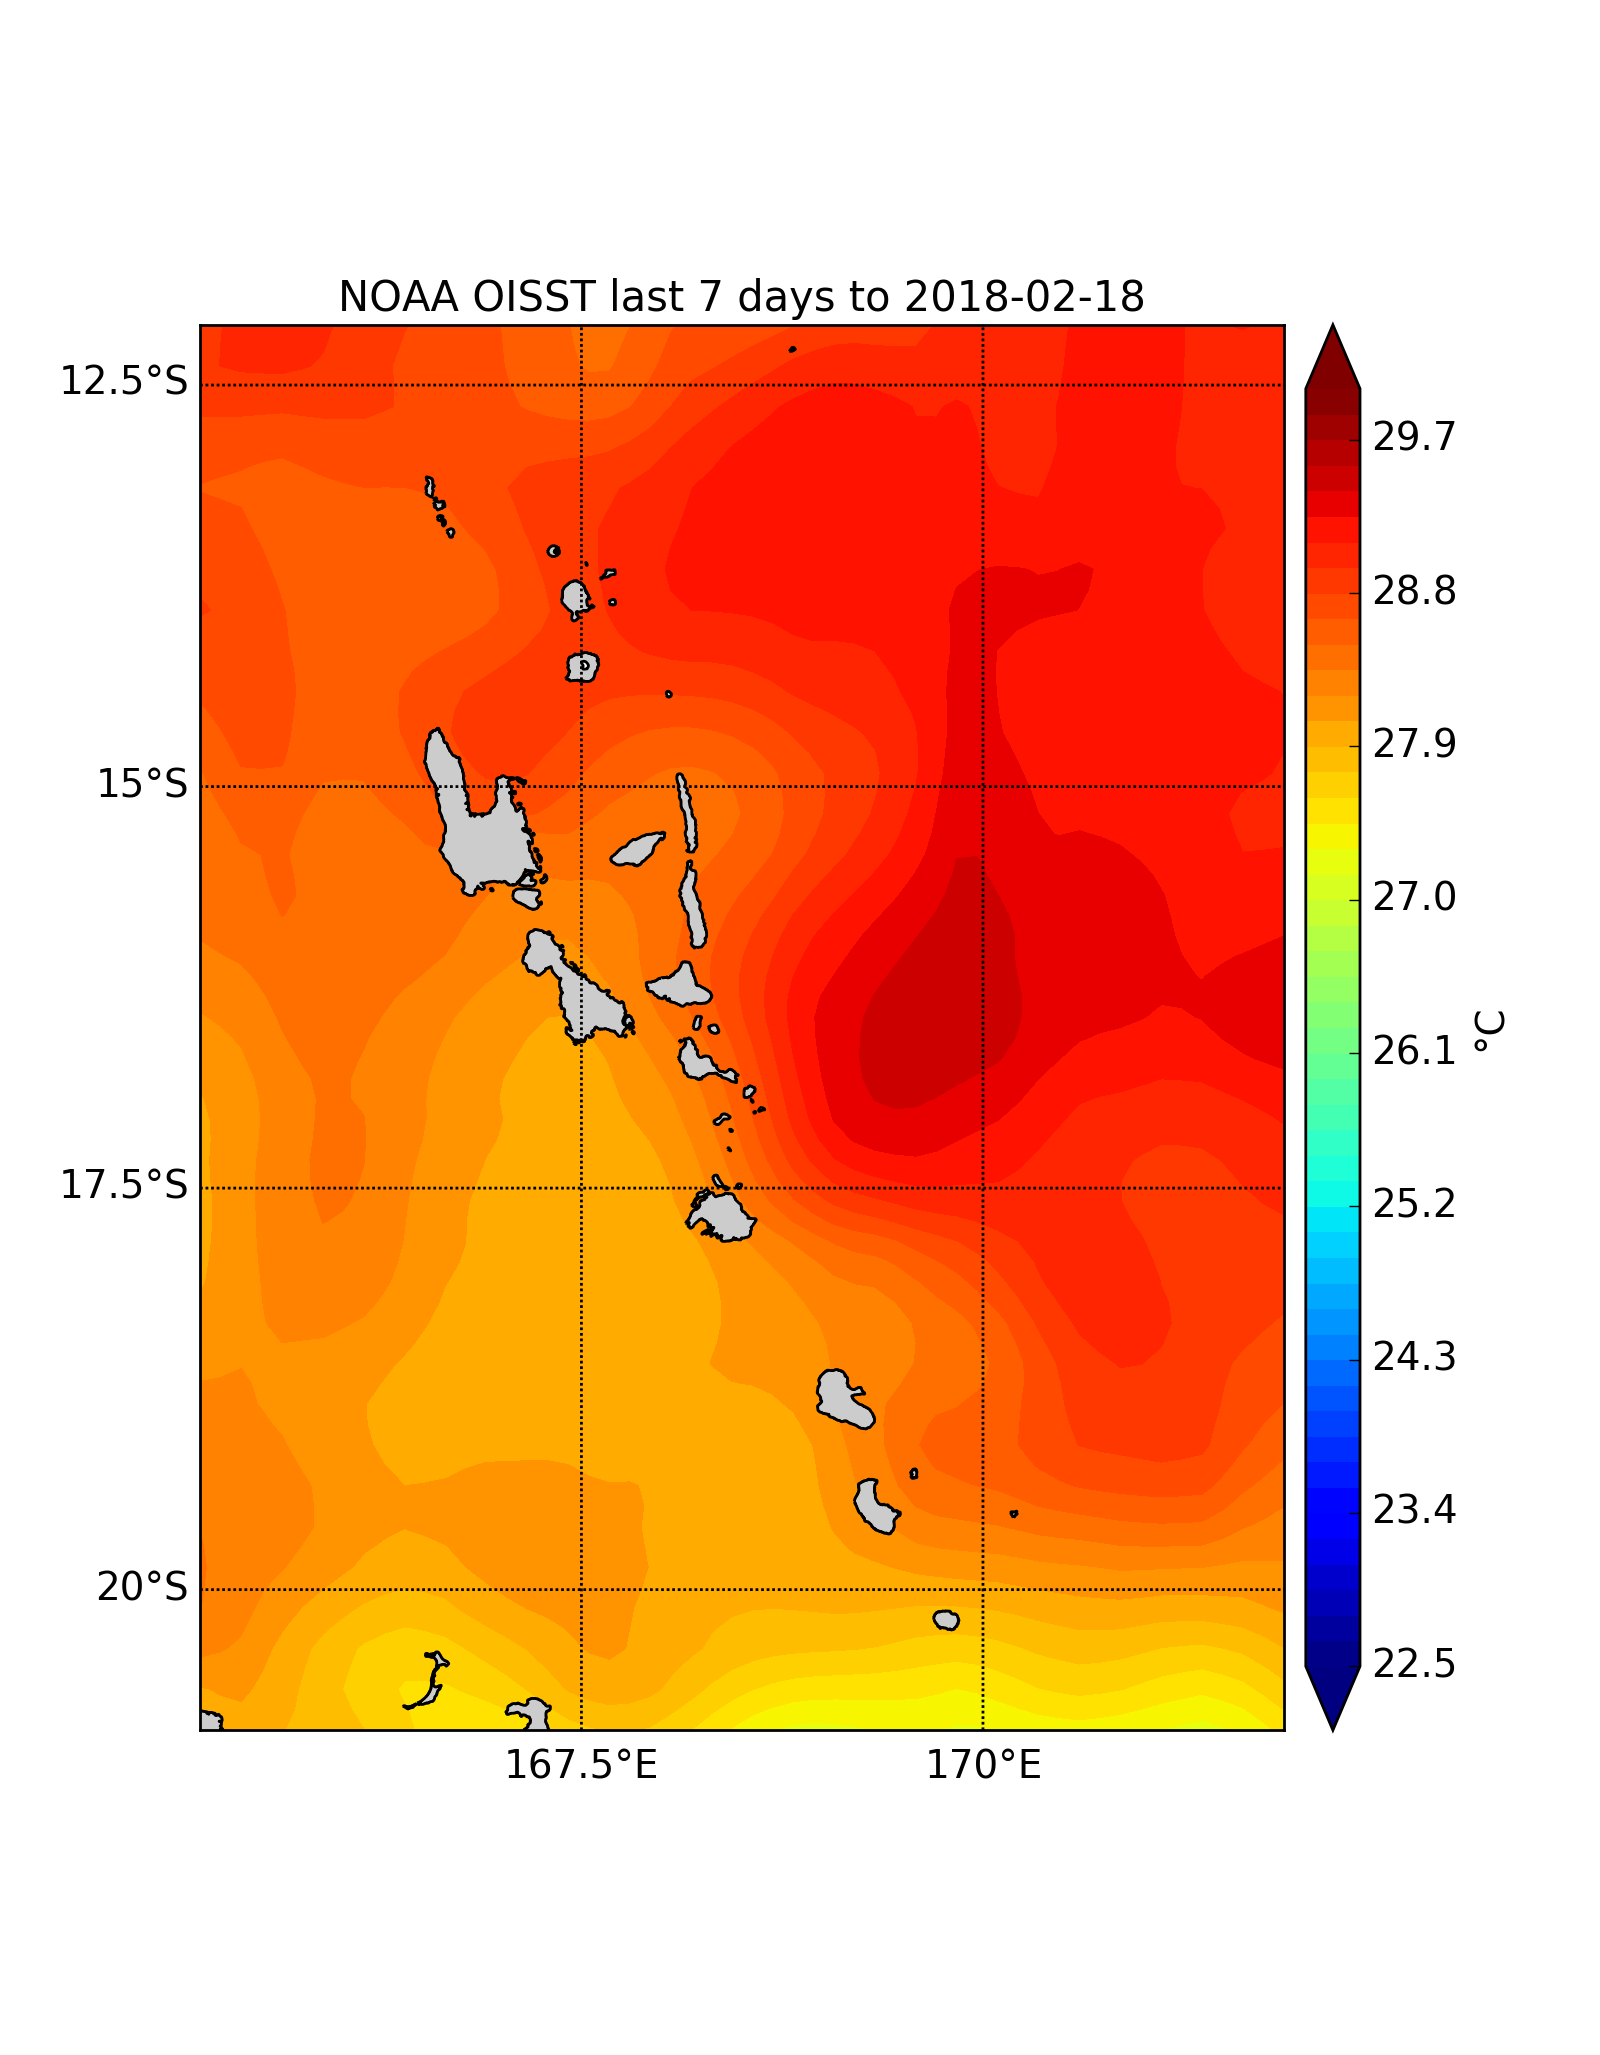 NOAA OISST last 7 days to 2018-02-18
12.5°S
15°S
17.5°S
20°S
167.5°E
170°E
29.7
28.8
27.9
27.0
26.1
25.2
24.3
23.4
22.5
°C